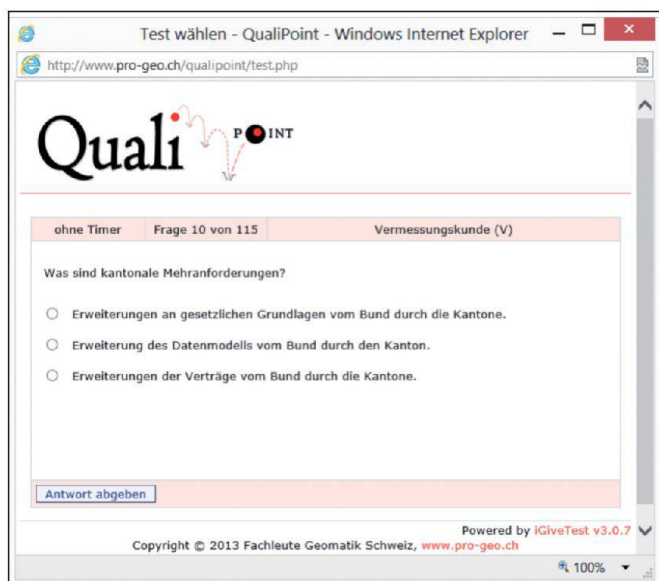 Test wählen - QualiPoint - Windows Internet Explorer
http://www.pro-geo.ch/qualipoint/test.php
Quali POINT
ohne Timer Frage 10 von 115 Vermessungskunde (V)
Was sind kantonale Mehranforderungen?
Erweiterungen an gesetzlichen Grundlagen vom Bund durch die Kantone.
Erweiterung des Datenmodells vom Bund durch den Kanton.
Erweiterungen der Verträge vom Bund durch die Kantone.
Antwort abgeben
Powered by iGiveTest v3.0.7
Copyright © 2013 Fachleute Geomatik Schweiz, www.pro-geo.ch
100%